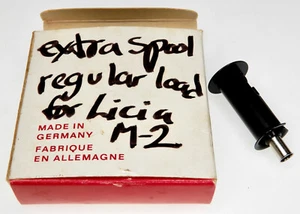 extra spool
regular load
for Licia
M-2
MADE IN
GERMANY
FABRIQUE
EN ALLEMAGNE